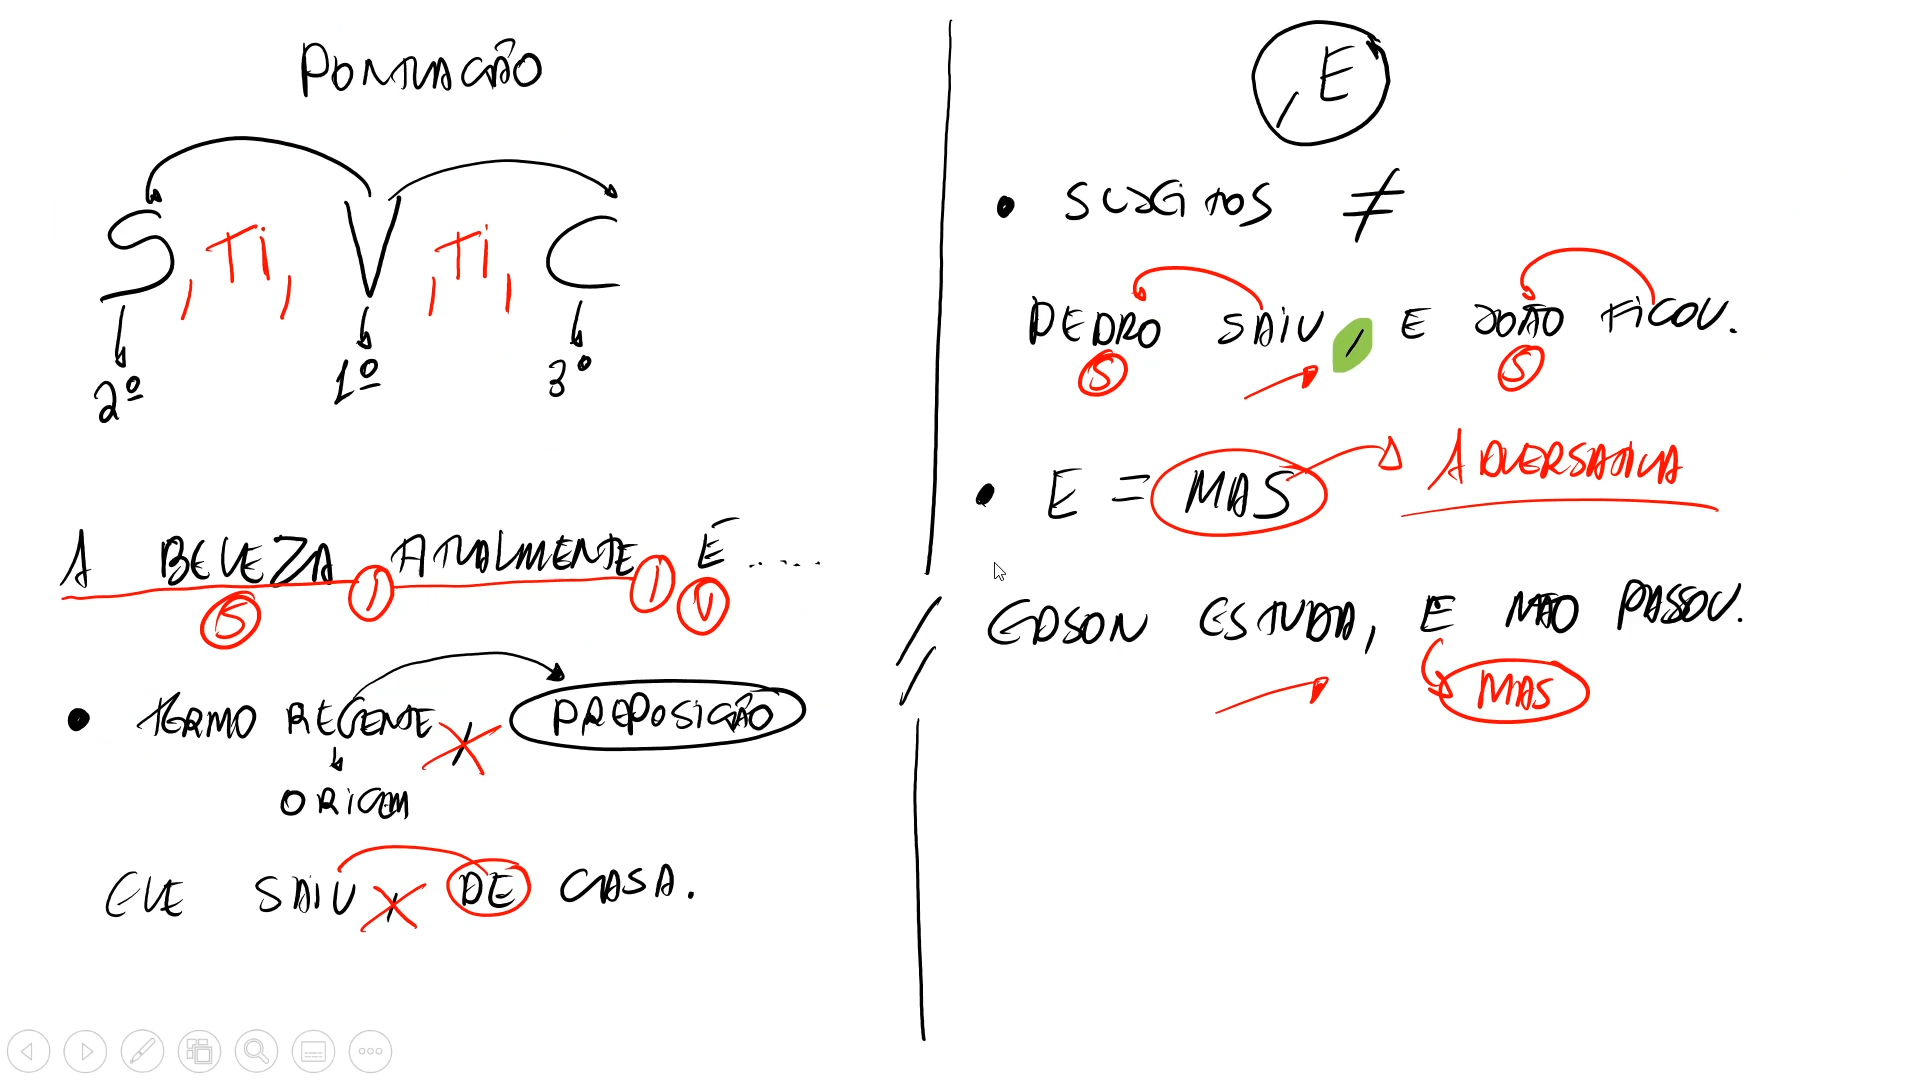 PONTUAÇÃO
S , Ti , V , Ti , C
2º 1º 3º
A BELEZA , ATUALMENTE , É .....
S V
• TERMO REGENTE , PREPOSIÇÃO
ORIGEM
ELE SAIU , DE CASA.
, E
• SUJEITOS ≠
PEDRO SAIU , E JOÃO FICOU.
S S
• E = MAS ADVERSATIVA
EDSON ESTUDA, E NÃO PASSOU.
MAS